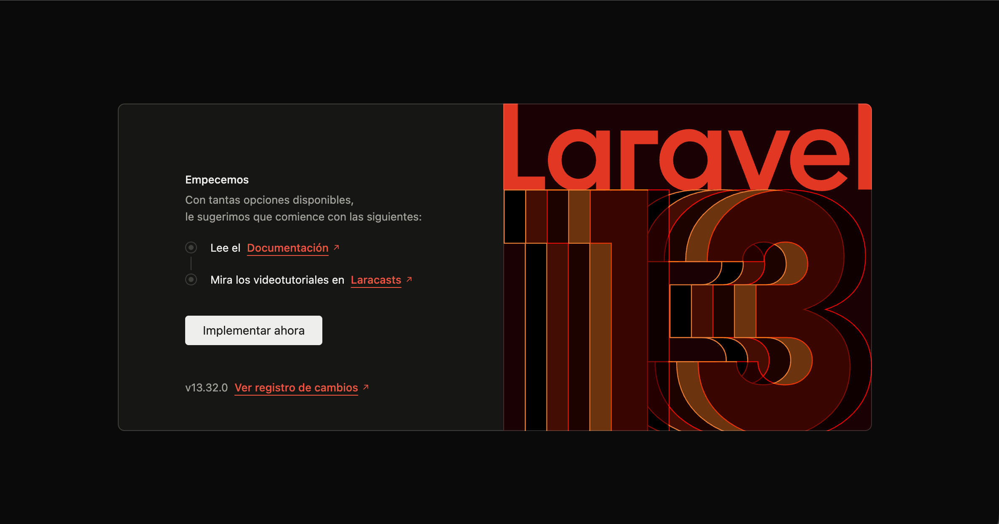 Empecemos
Con tantas opciones disponibles,
le sugerimos que comience con las siguientes:
Lee el Documentación
Mira los videotutoriales en Laracasts
Implementar ahora
v13.32.0 Ver registro de cambios
Laravel
13